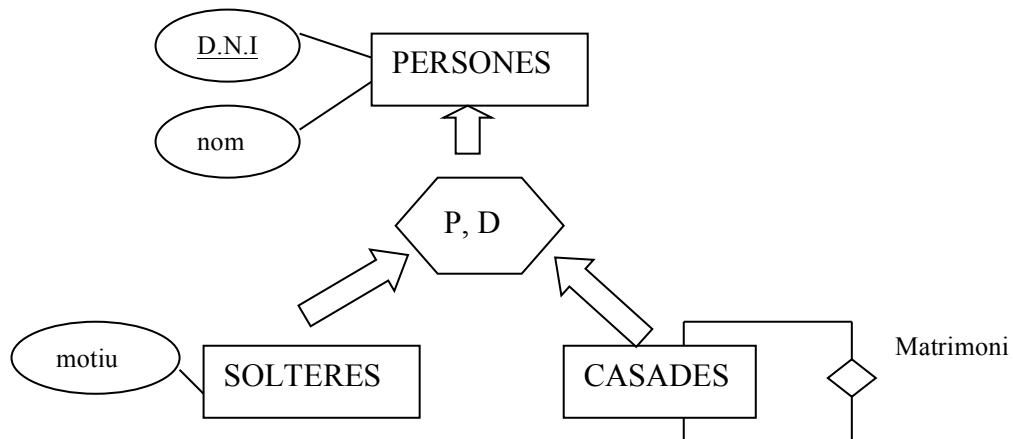 D.N.I
PERSONES
nom
P, D
motiu
SOLTERES
CASADES
Matrimoni